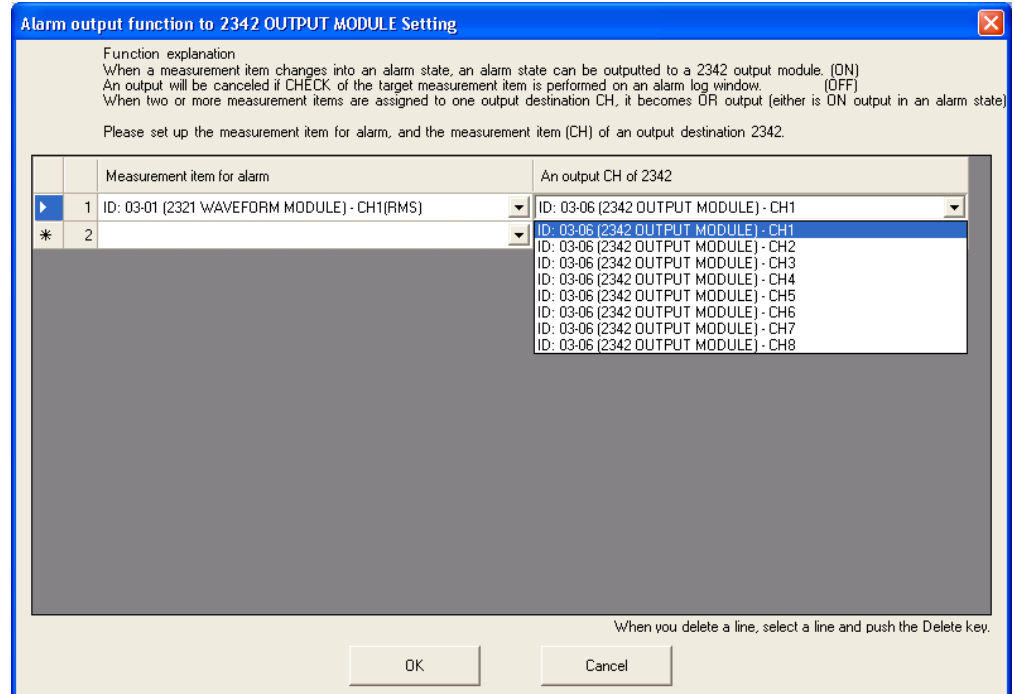 Alarm output function to 2342 OUTPUT MODULE Setting
Function explanation
When a measurement item changes into an alarm state, an alarm state can be outputted to a 2342 output module. (ON)
An output will be canceled if CHECK of the target measurement item is performed on an alarm log window. (OFF)
When two or more measurement items are assigned to one output destination CH, it becomes OR output (either is ON output in an alarm state)
Please set up the measurement item for alarm, and the measurement item (CH) of an output destination 2342.
Measurement item for alarm An output CH of 2342
1 ID: 03-01 (2321 WAVEFORM MODULE) - CH1(RMS) ID: 03-06 (2342 OUTPUT MODULE) - CH1
* 2
ID: 03-06 (2342 OUTPUT MODULE) - CH1
ID: 03-06 (2342 OUTPUT MODULE) - CH2
ID: 03-06 (2342 OUTPUT MODULE) - CH3
ID: 03-06 (2342 OUTPUT MODULE) - CH4
ID: 03-06 (2342 OUTPUT MODULE) - CH5
ID: 03-06 (2342 OUTPUT MODULE) - CH6
ID: 03-06 (2342 OUTPUT MODULE) - CH7
ID: 03-06 (2342 OUTPUT MODULE) - CH8
When you delete a line, select a line and push the Delete key.
OK Cancel